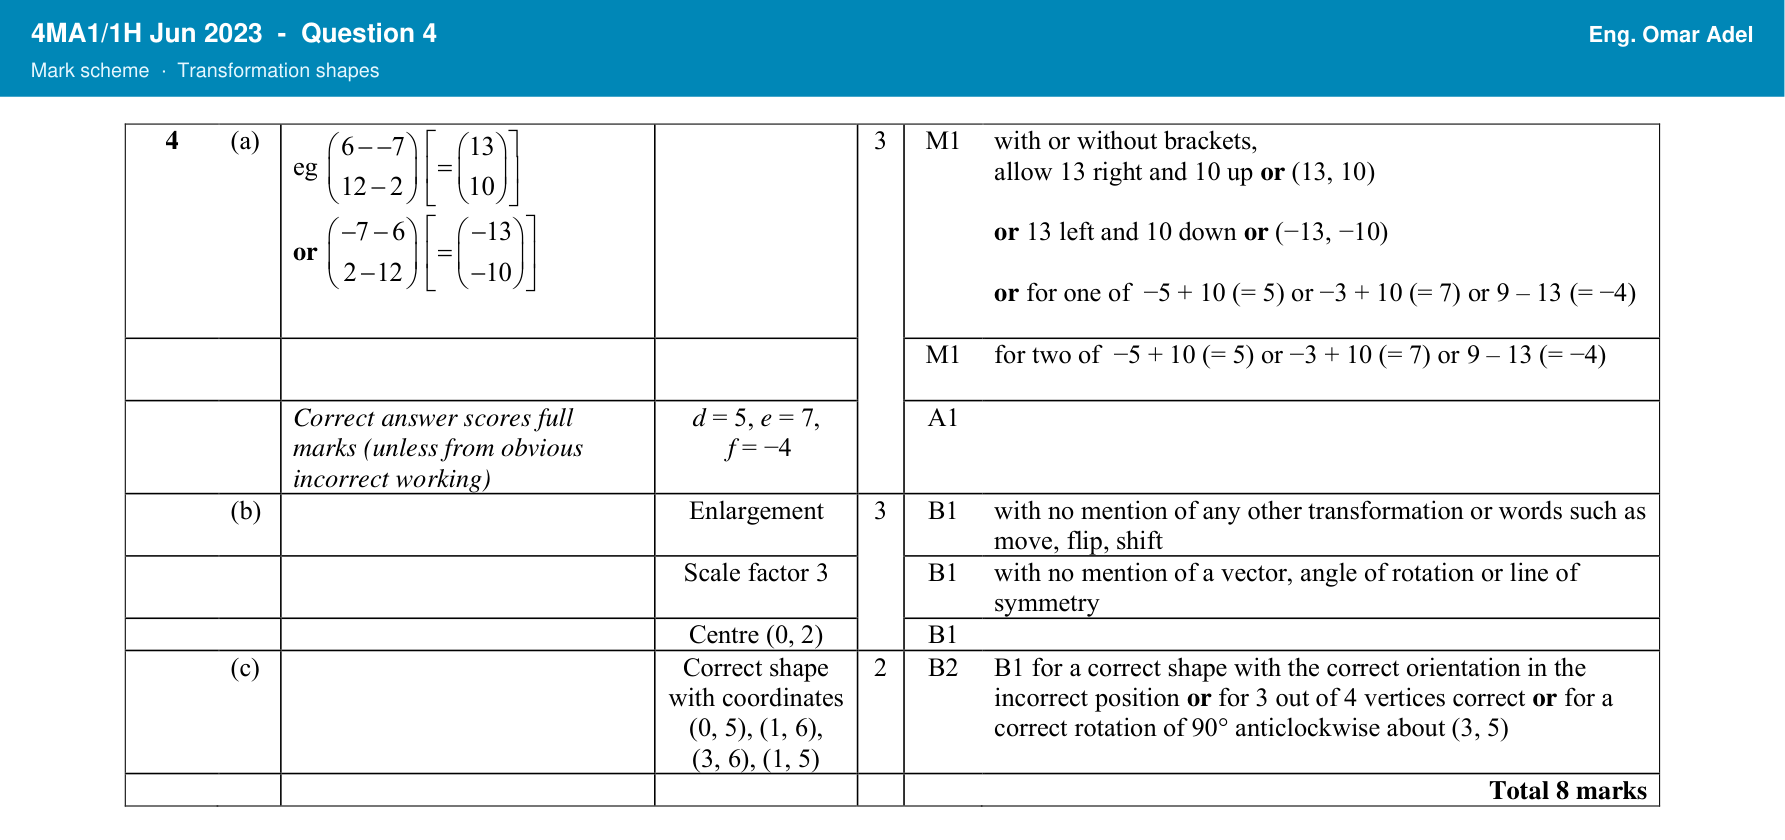 4MA1/1H Jun 2023 - Question 4
Eng. Omar Adel
Mark scheme · Transformation shapes
4 (a) eg (6−−7 12−2) [= (13 10)] 3 M1 with or without brackets,
allow 13 right and 10 up or (13, 10)
or (−7−6 2−12) [= (−13 −10)] or 13 left and 10 down or (−13, −10)
or for one of −5 + 10 (= 5) or −3 + 10 (= 7) or 9 – 13 (= −4)
M1 for two of −5 + 10 (= 5) or −3 + 10 (= 7) or 9 – 13 (= −4)
Correct answer scores full
marks (unless from obvious
incorrect working)
d = 5, e = 7,
f = −4
A1
(b) Enlargement 3 B1 with no mention of any other transformation or words such as
move, flip, shift
Scale factor 3 B1 with no mention of a vector, angle of rotation or line of
symmetry
Centre (0, 2) B1
(c) Correct shape
with coordinates
(0, 5), (1, 6),
(3, 6), (1, 5)
2 B2 B1 for a correct shape with the correct orientation in the
incorrect position or for 3 out of 4 vertices correct or for a
correct rotation of 90° anticlockwise about (3, 5)
Total 8 marks